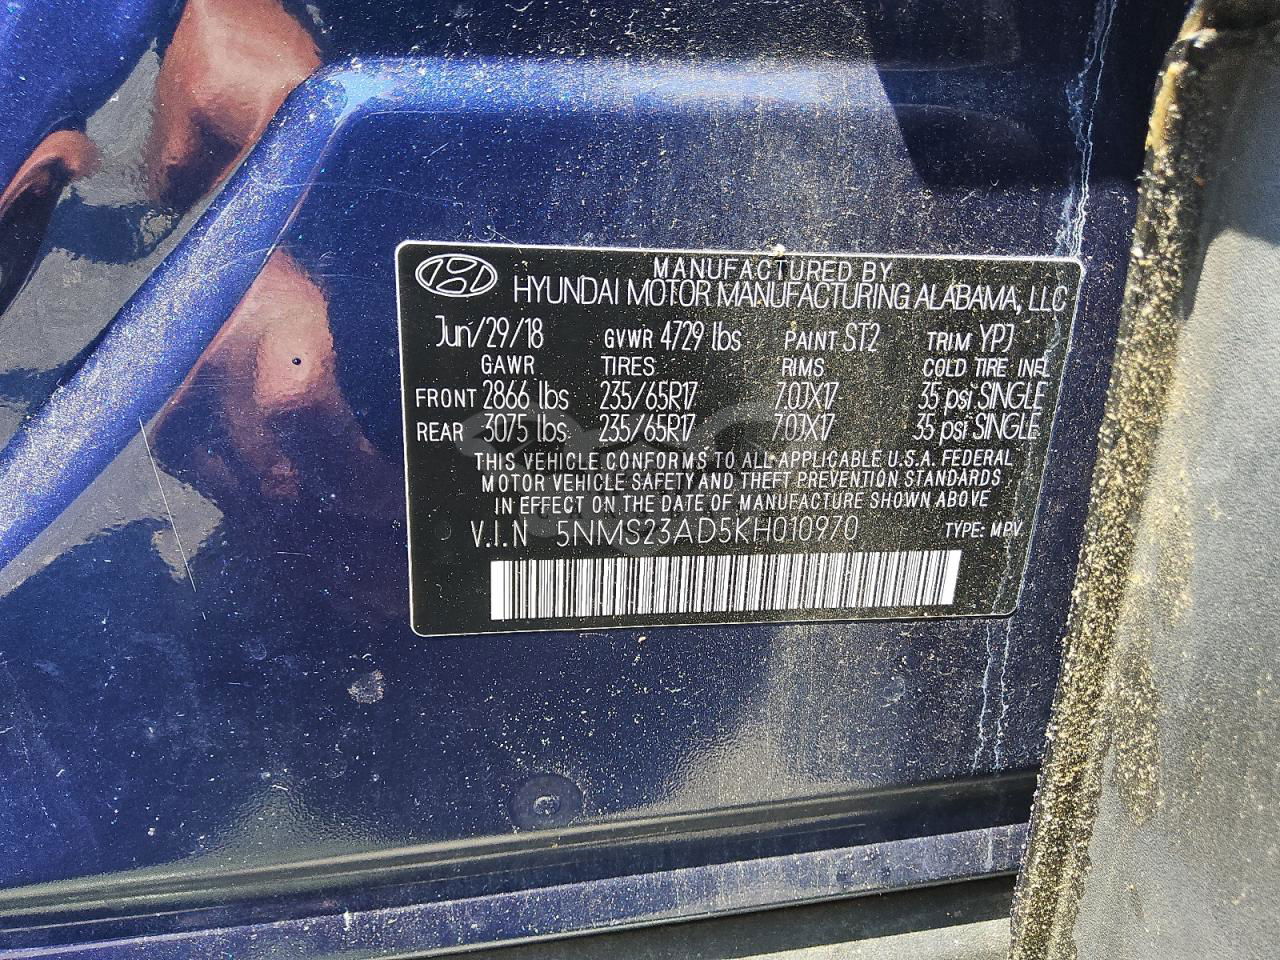 MANUFACTURED BY
HYUNDAI MOTOR MANUFACTURING ALABAMA, LLC
Jun/29/18 GVWR 4729 lbs PAINT ST2 TRIM YPJ
GAWR TIRES RIMS COLD TIRE INFL
FRONT 2866 lbs 235/65R17 7.0JX17 35 psi SINGLE
REAR 3075 lbs 235/65R17 7.0JX17 35 psi SINGLE
THIS VEHICLE CONFORMS TO ALL APPLICABLE U.S.A. FEDERAL
MOTOR VEHICLE SAFETY AND THEFT PREVENTION STANDARDS
IN EFFECT ON THE DATE OF MANUFACTURE SHOWN ABOVE
V.I.N 5NMS23AD5KH010970 TYPE: MPV